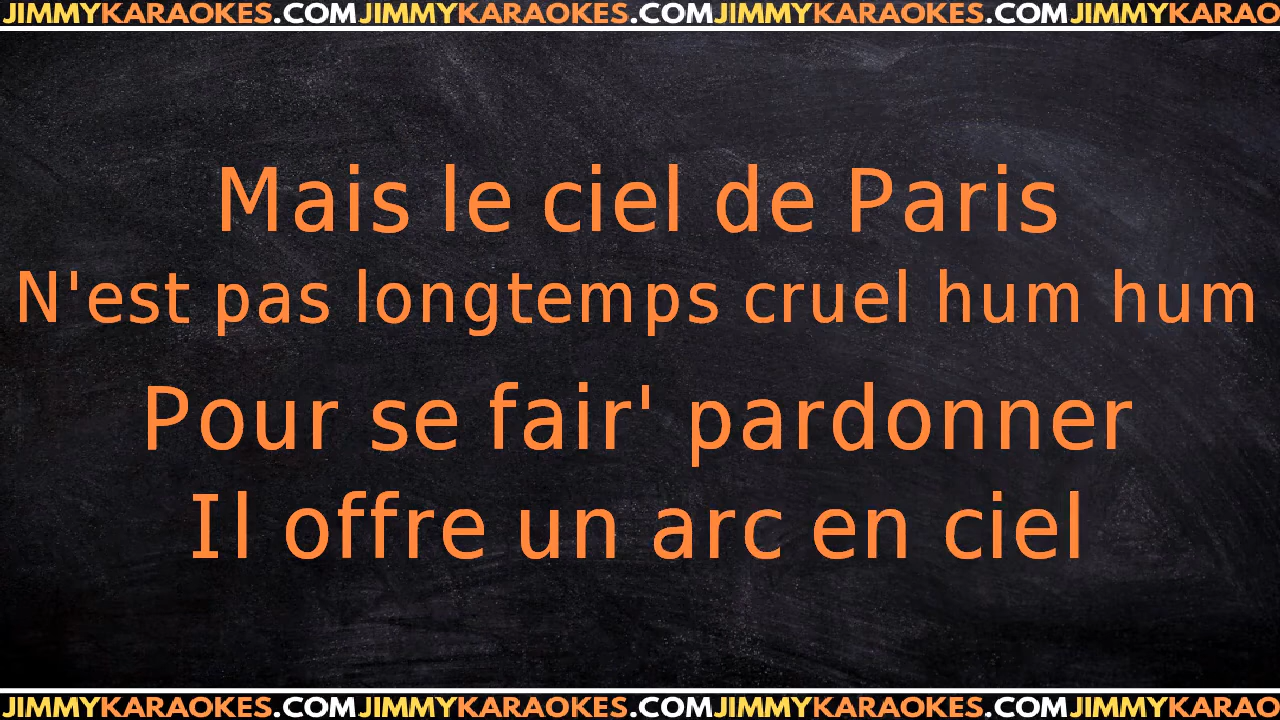 JIMMYKARAOKES.COMJIMMYKARAOKES.COMJIMMYKARAOKES.COMJIMMYKARAO
Mais le ciel de Paris
N'est pas longtemps cruel hum hum
Pour se fair' pardonner
Il offre un arc en ciel
JIMMYKARAOKES.COMJIMMYKARAOKES.COMJIMMYKARAOKES.COMJIMMYKARAO